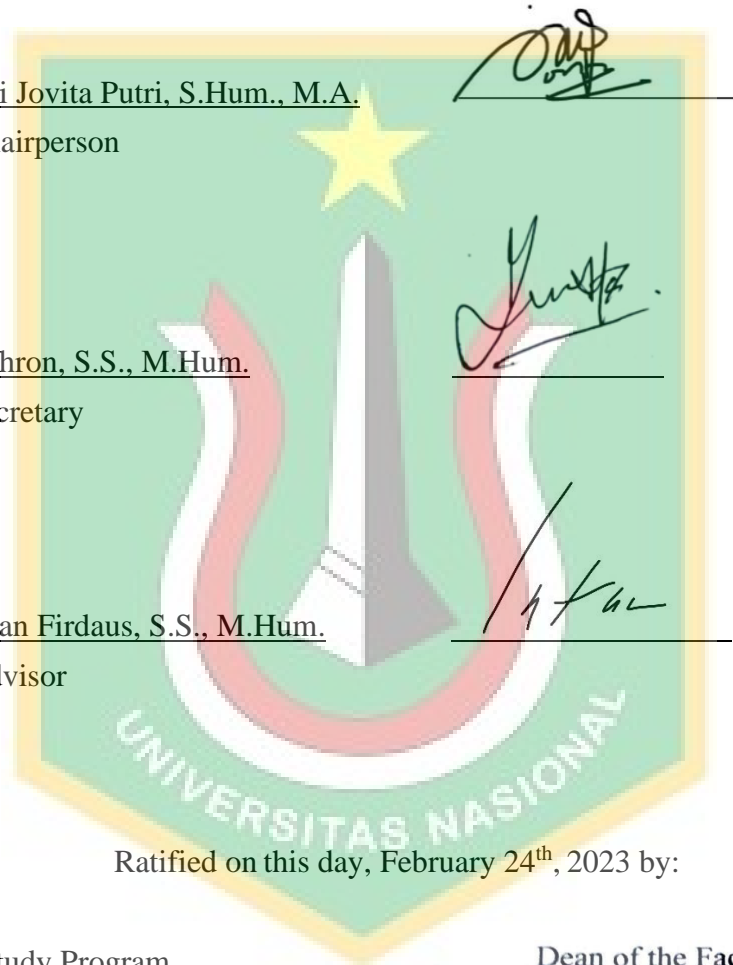 i Jovita Putri, S.Hum., M.A.
airperson
hron, S.S., M.Hum.
cretary
an Firdaus, S.S., M.Hum.
dvisor
UNIVERSITAS NASIONAL
Ratified on this day, February 24th, 2023 by:
tudy Program
Dean of the Fac